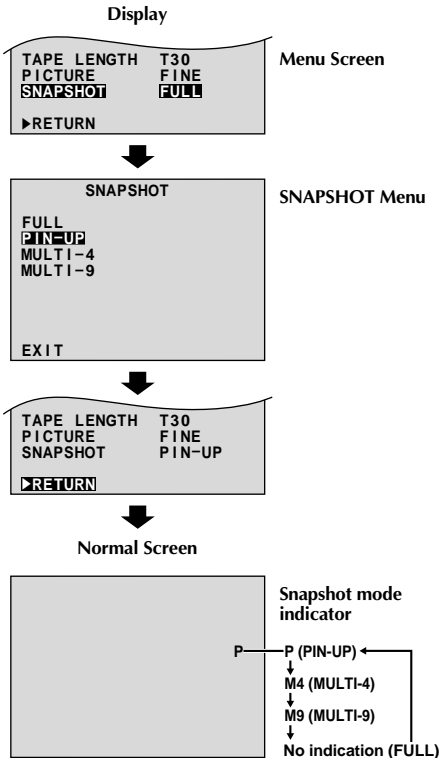 Display
TAPE LENGTH T30
PICTURE FINE
SNAPSHOT FULL
▶RETURN
Menu Screen
SNAPSHOT
FULL
PIN-UP
MULTI-4
MULTI-9
EXIT
SNAPSHOT Menu
TAPE LENGTH T30
PICTURE FINE
SNAPSHOT PIN-UP
▶RETURN
Normal Screen
Snapshot mode
indicator
P P (PIN-UP)
M4 (MULTI-4)
M9 (MULTI-9)
No indication (FULL)